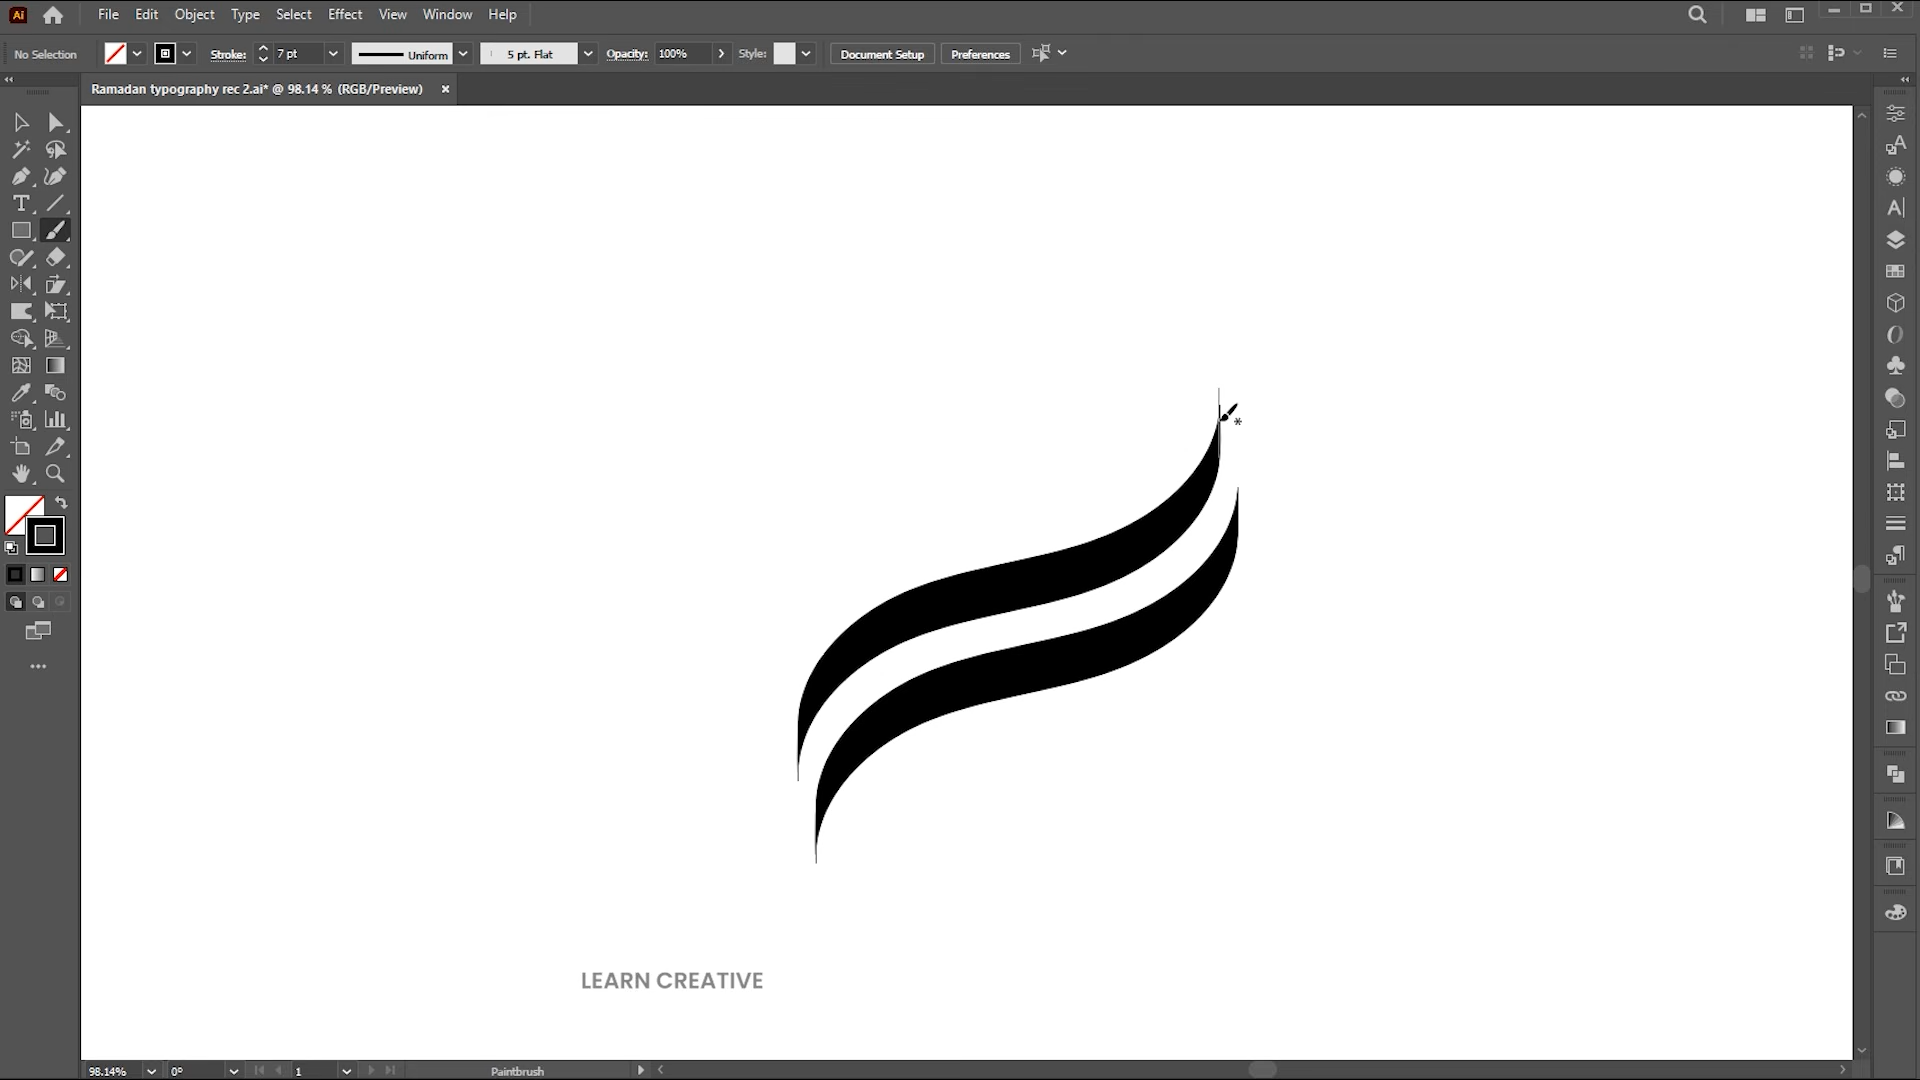 Ai File Edit Object Type Select Effect View Window Help
No Selection Stroke: 7 pt Uniform 5 pt. Flat Opacity: 100% Style: Document Setup Preferences
Ramadan typography rec 2.ai* @ 98.14 % (RGB/Preview) ×
LEARN CREATIVE
98.14% 0° 1 Paintbrush